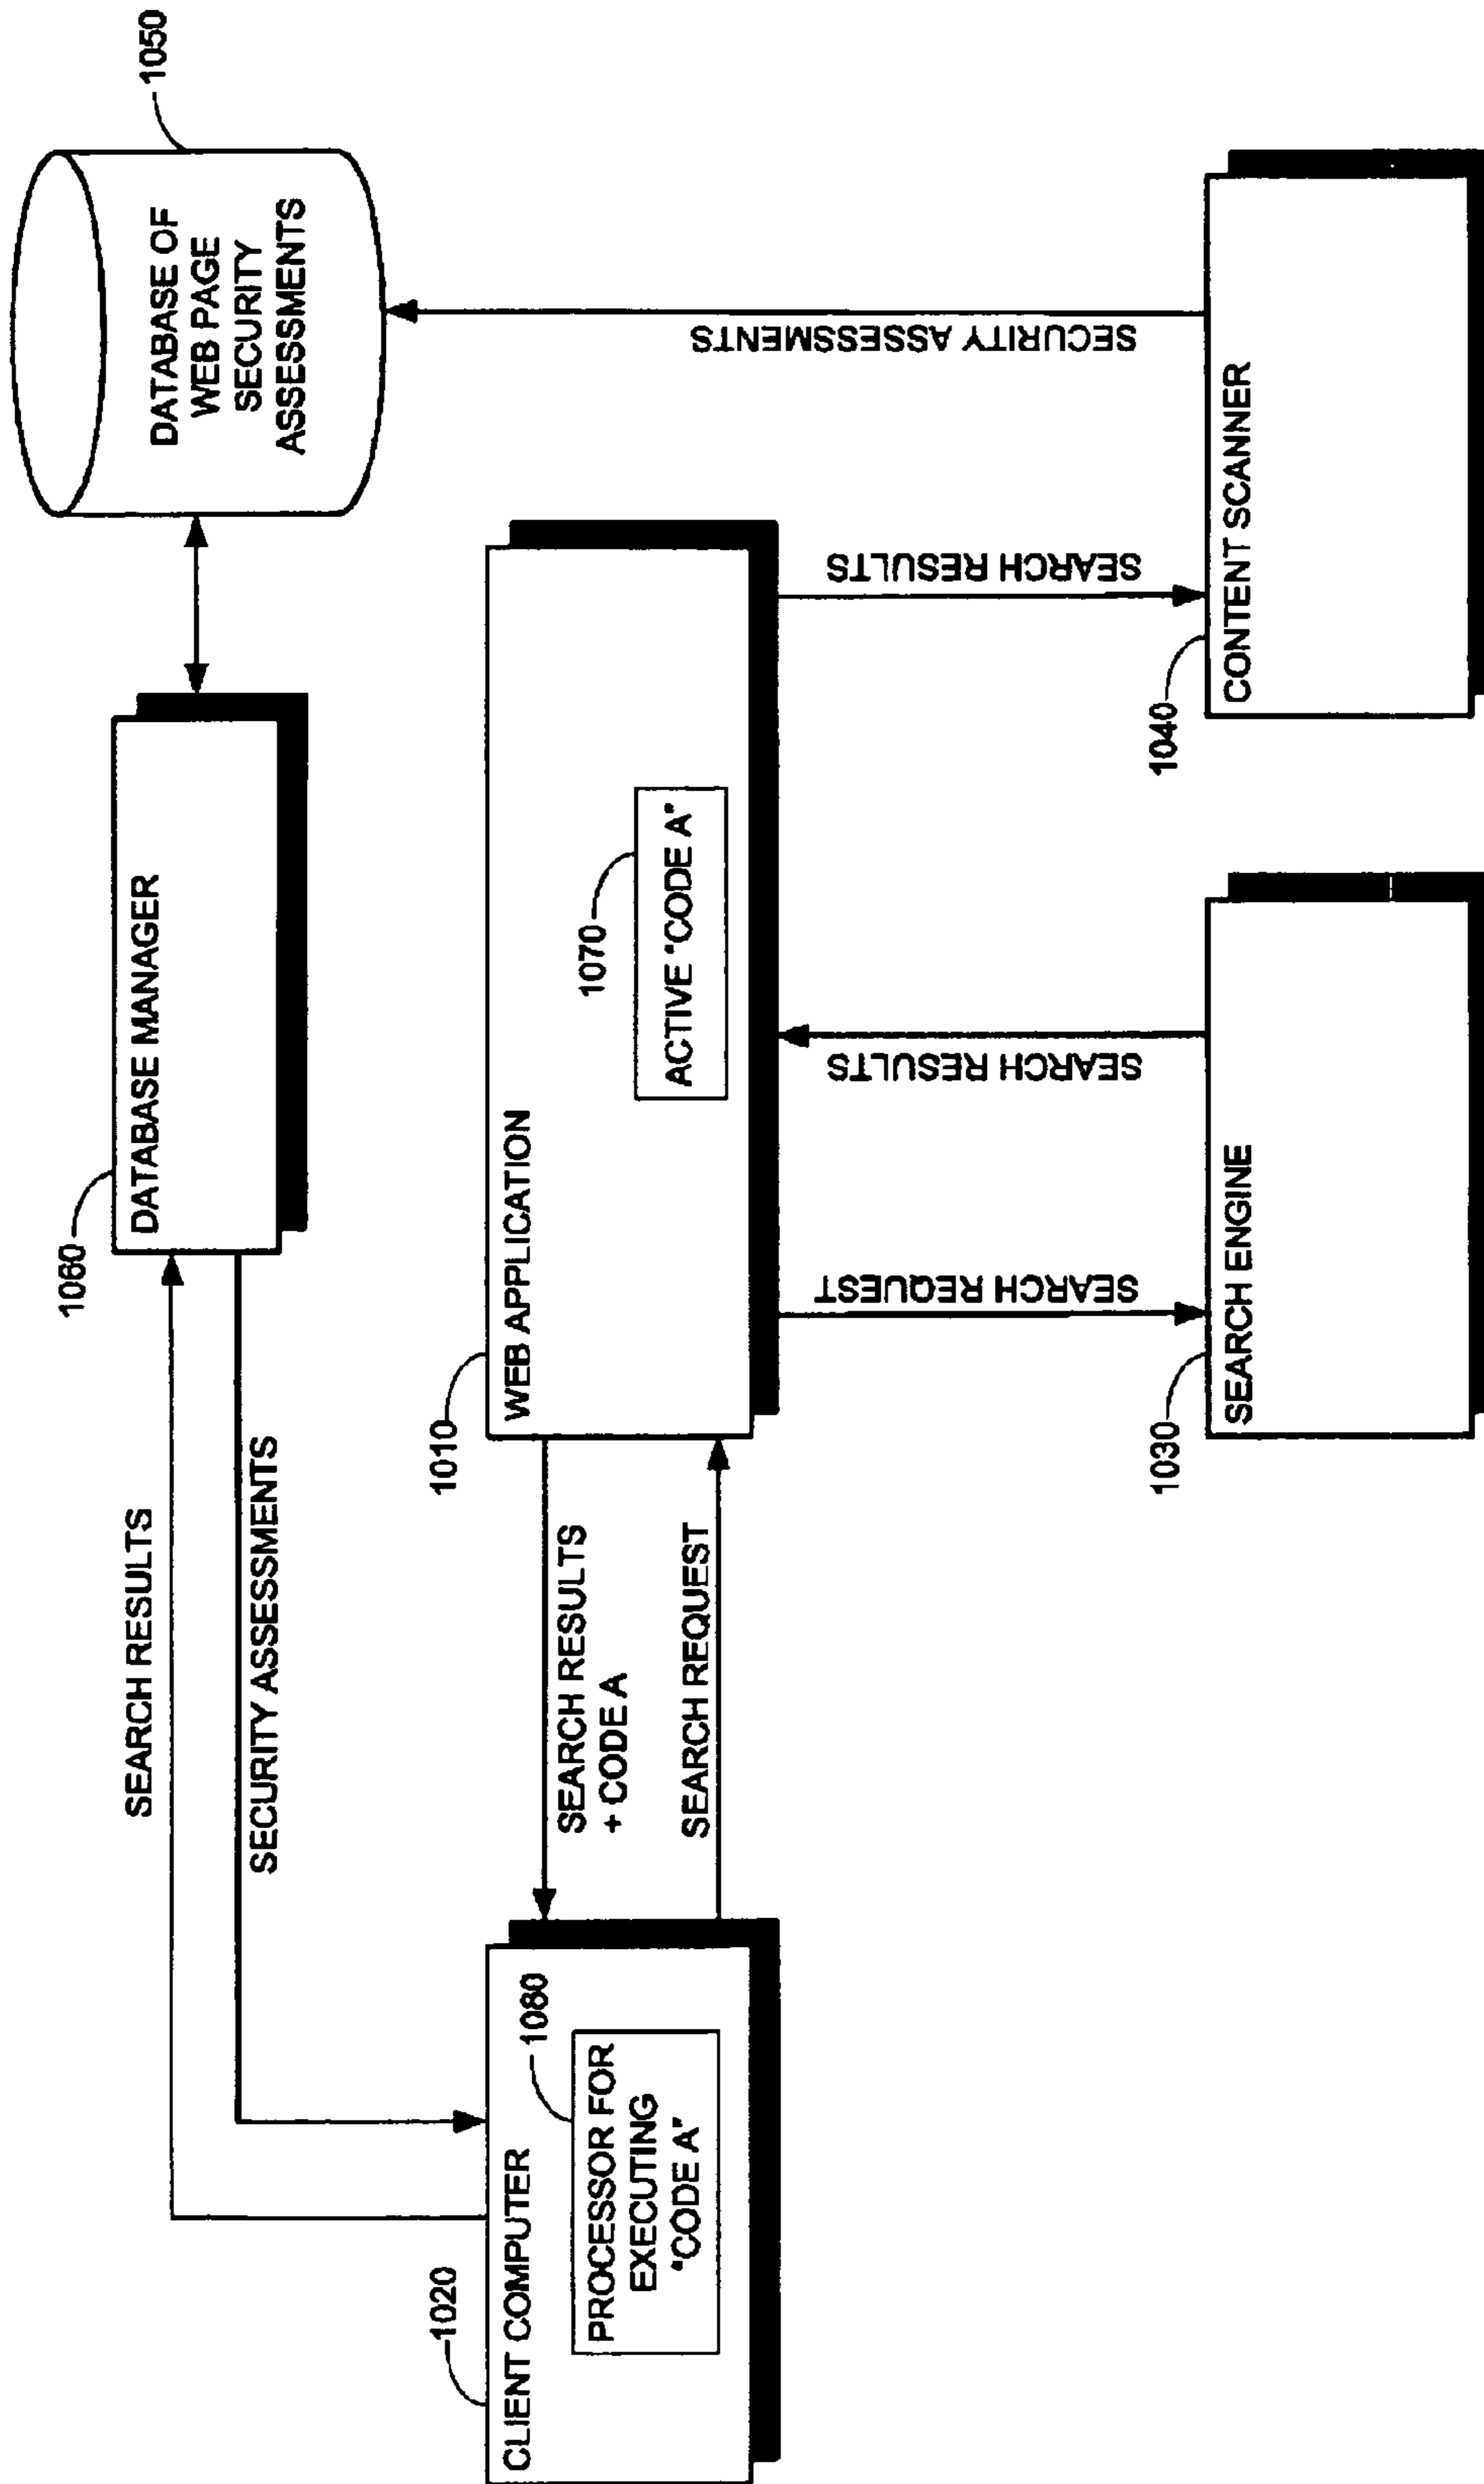 1050
DATABASE OF
WEB PAGE
SECURITY
ASSESSMENTS
1060
DATABASE MANAGER
SEARCH RESULTS
SECURITY ASSESSMENTS
1020
CLIENT COMPUTER
1080
PROCESSOR FOR
EXECUTING
"CODE A"
SEARCH RESULTS
+ CODE A
SEARCH REQUEST
1010
WEB APPLICATION
1070
ACTIVE "CODE A"
SEARCH REQUEST
SEARCH RESULTS
SEARCH RESULTS
SECURITY ASSESSMENTS
1030
SEARCH ENGINE
1040
CONTENT SCANNER